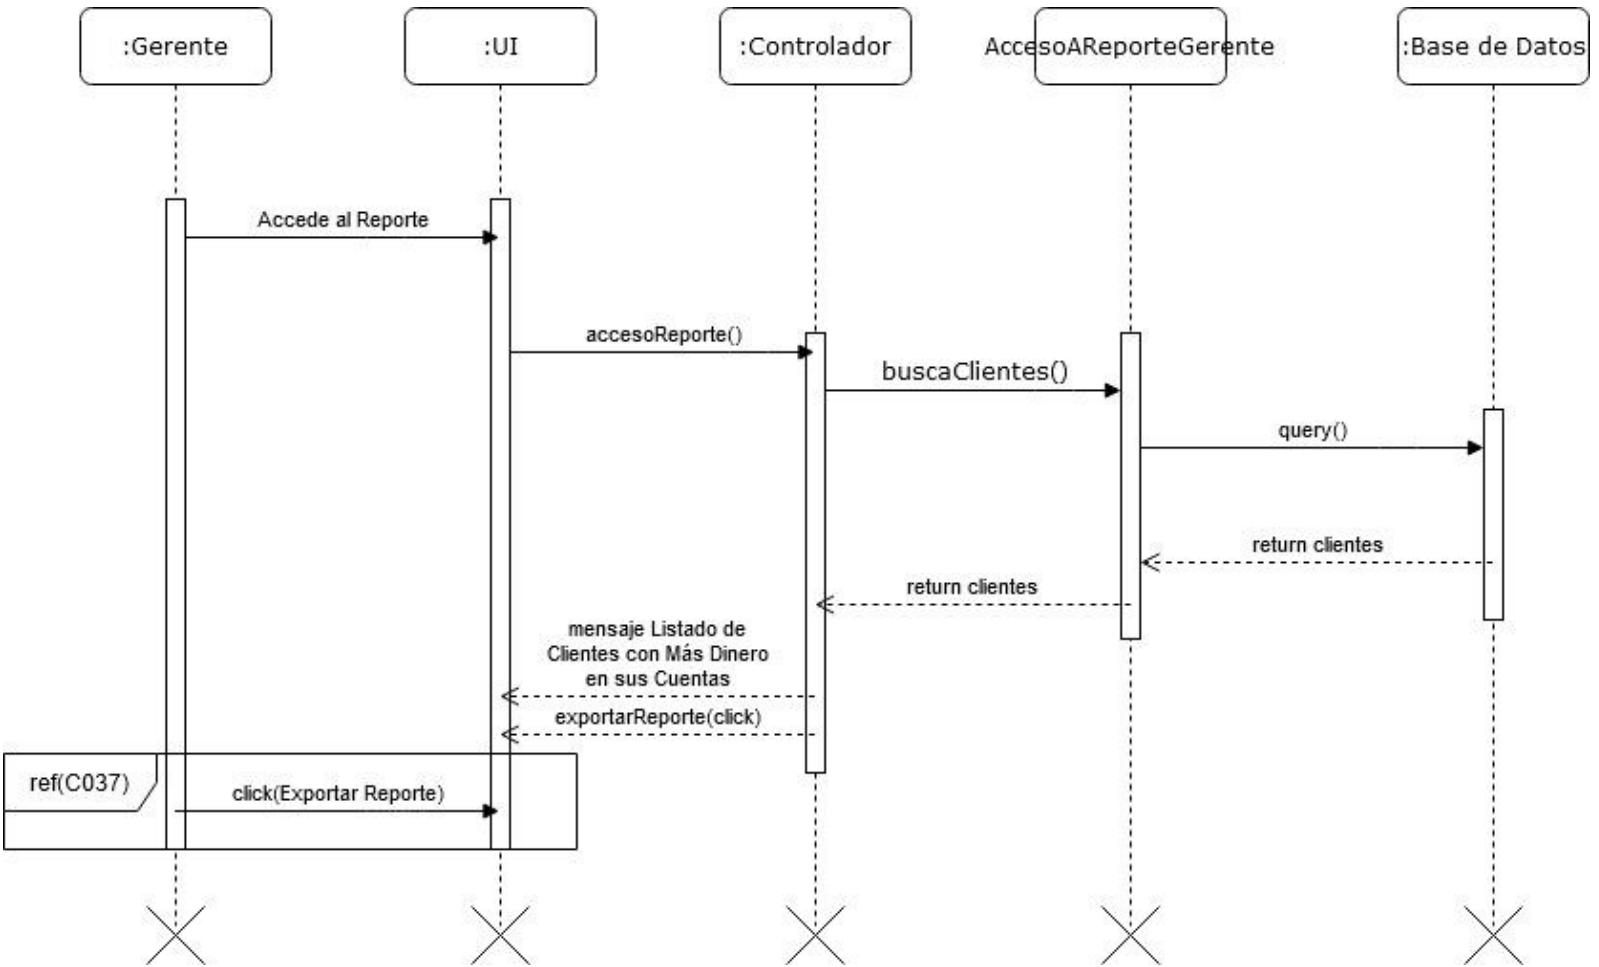 :Gerente
:UI
:Controlador
AccesoAReporteGerente
:Base de Datos
Accede al Reporte
accesoReporte()
buscaClientes()
query()
return clientes
return clientes
mensaje Listado de
Clientes con Más Dinero
en sus Cuentas
exportarReporte(click)
ref(C037)
click(Exportar Reporte)